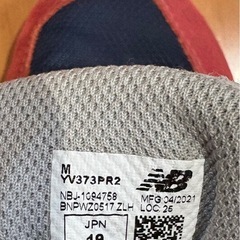 M
YV373PR2
NBJ-1094758
MFG 04/2021
BNPWZ0517 ZLH
LOC: 25
JPN